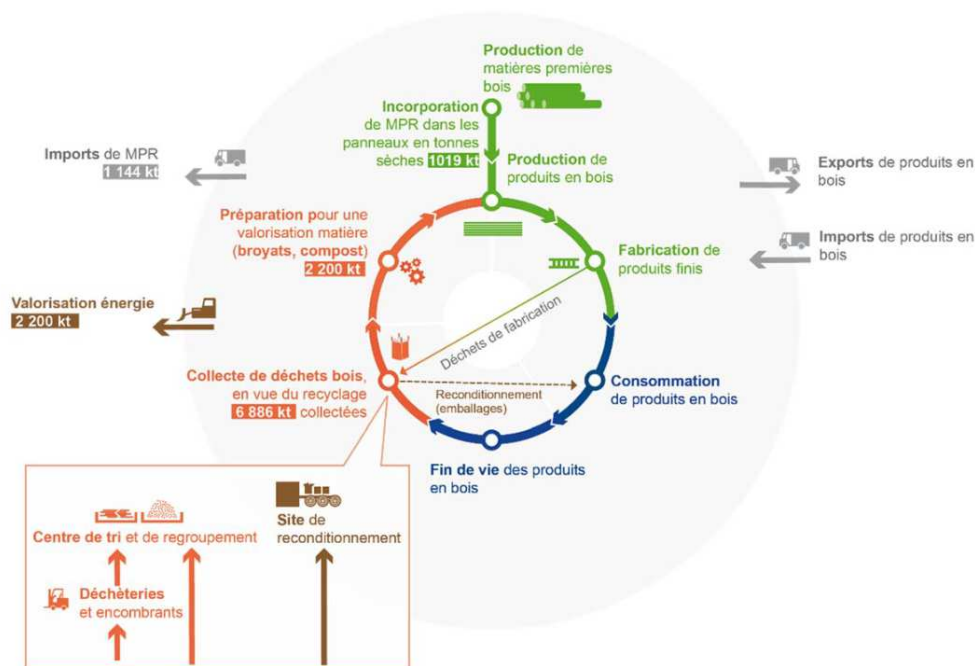 Production de
matières premières
bois
Incorporation
de MPR dans les
panneaux en tonnes
sèches 1019 kt
Production de
produits en bois
Imports de MPR
1 144 kt
Exports de produits en
bois
Préparation pour une
valorisation matière
(broyats, compost)
2 200 kt
Imports de produits en
bois
Fabrication de
produits finis
Valorisation énergie
2 200 kt
Déchets de fabrication
Collecte de déchets bois,
en vue du recyclage
6 886 kt collectées
Reconditionnement
(emballages)
Consommation
de produits en bois
Fin de vie des produits
en bois
Centre de tri et de regroupement
Site de
reconditionnement
Déchèteries
et encombrants